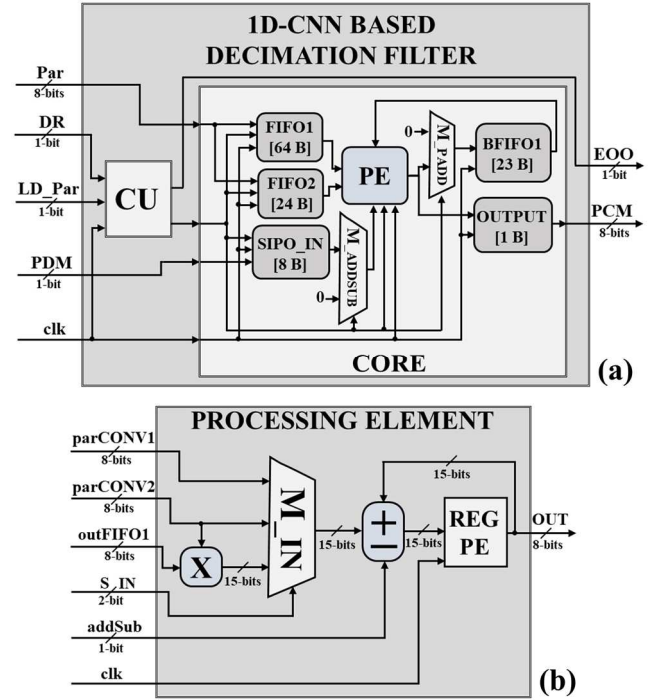 1D-CNN BASED
DECIMATION FILTER
Par
8-bits
DR
1-bit
LD_Par
1-bit
CU
PDM
1-bit
clk
FIFO1
[64 B]
FIFO2
[24 B]
SIPO_IN
[8 B]
0
M_ADDSUB
PE
0
M_PADD
BFIFO1
[23 B]
OUTPUT
[1 B]
EOO
1-bit
PCM
8-bits
CORE
(a)
PROCESSING ELEMENT
parCONV1
8-bits
parCONV2
8-bits
outFIFO1
8-bits
X
15-bits
S_IN
2-bit
addSub
1-bit
clk
M_IN
15-bits
+
−
15-bits
15-bits
REG
PE
OUT
8-bits
(b)